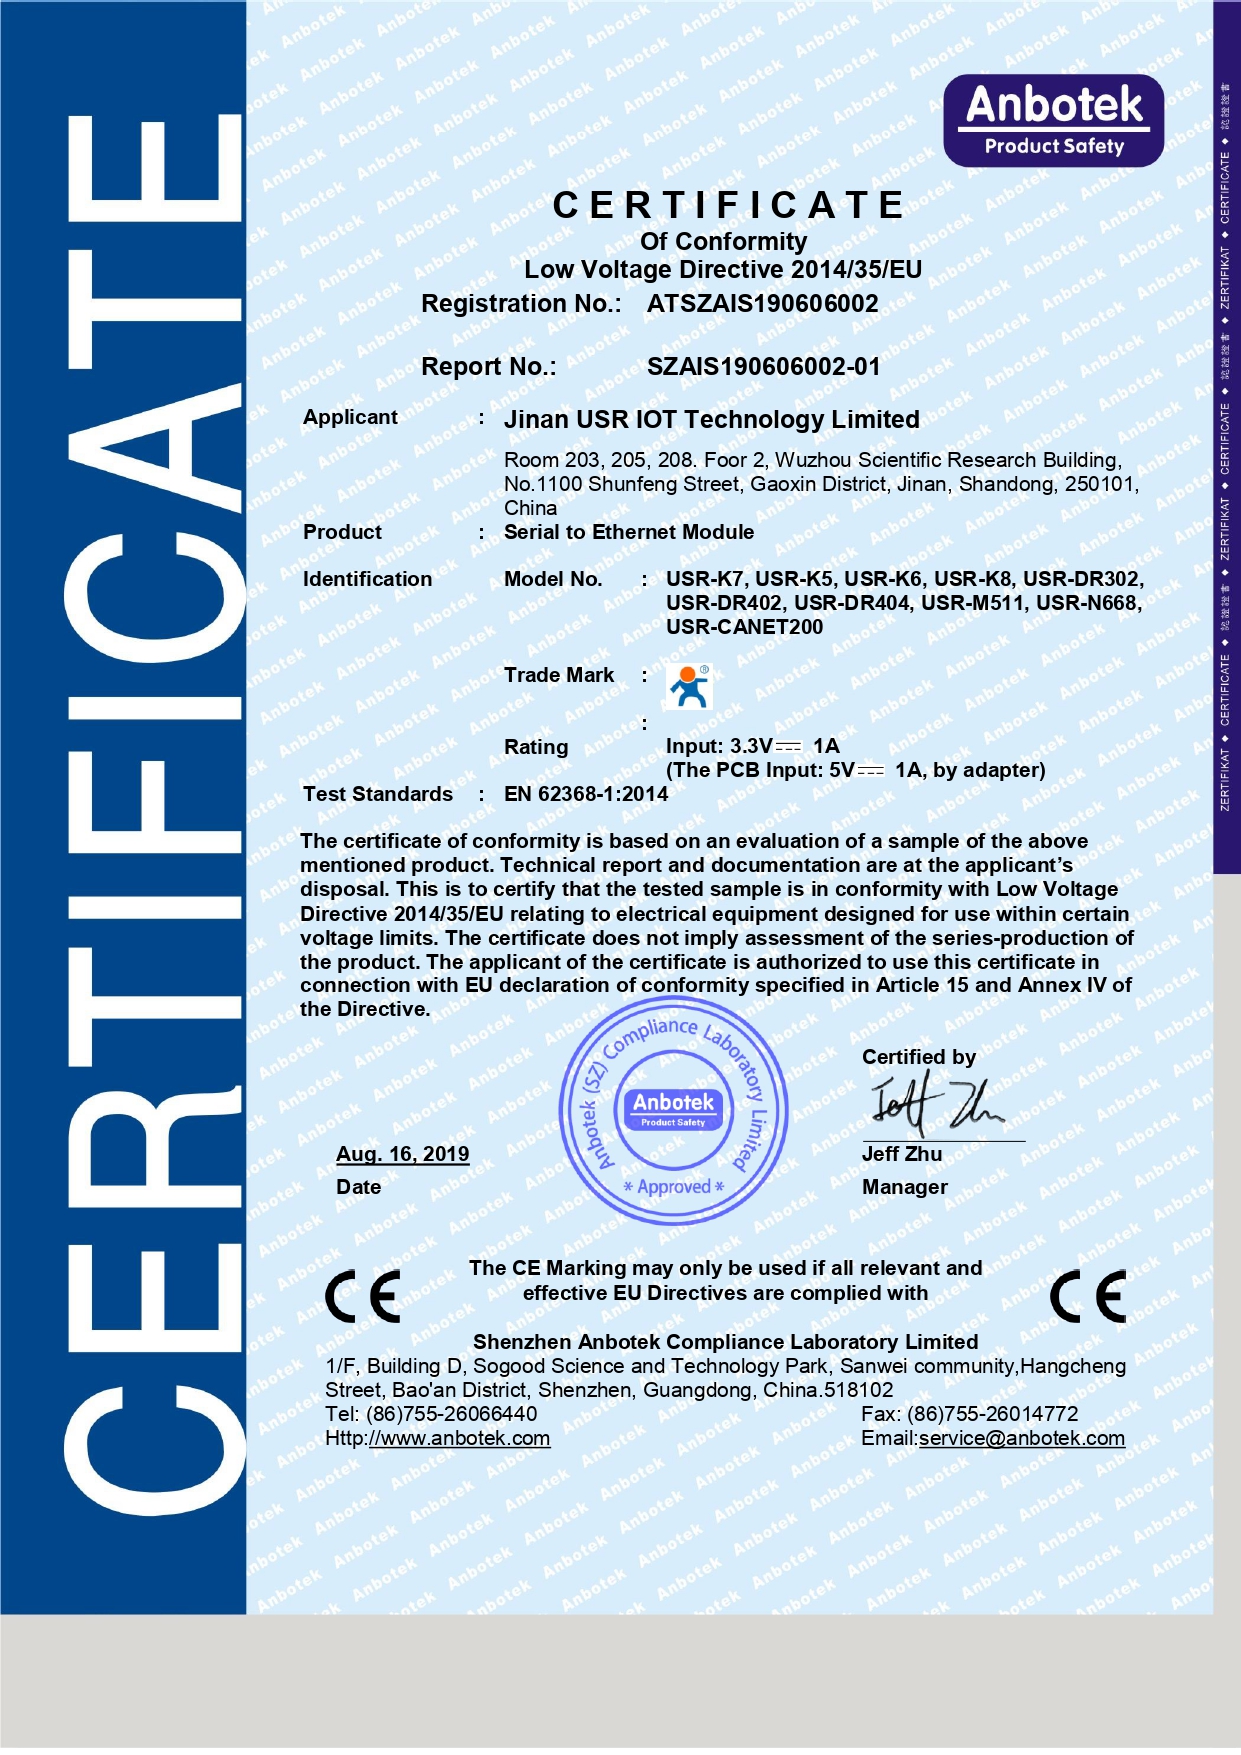 CERTIFICATE
Anbotek
Product Safety
CERTIFICATE
Of Conformity
Low Voltage Directive 2014/35/EU
Registration No.: ATSZAIS190606002
Report No.: SZAIS190606002-01
Applicant : Jinan USR IOT Technology Limited
Room 203, 205, 208. Foor 2, Wuzhou Scientific Research Building,
No.1100 Shunfeng Street, Gaoxin District, Jinan, Shandong, 250101,
China
Product : Serial to Ethernet Module
Identification Model No. : USR-K7, USR-K5, USR-K6, USR-K8, USR-DR302,
USR-DR402, USR-DR404, USR-M511, USR-N668,
USR-CANET200
Trade Mark : ®
:
Rating Input: 3.3V⎓ 1A
(The PCB Input: 5V⎓ 1A, by adapter)
Test Standards : EN 62368-1:2014
The certificate of conformity is based on an evaluation of a sample of the above
mentioned product. Technical report and documentation are at the applicant’s
disposal. This is to certify that the tested sample is in conformity with Low Voltage
Directive 2014/35/EU relating to electrical equipment designed for use within certain
voltage limits. The certificate does not imply assessment of the series-production of
the product. The applicant of the certificate is authorized to use this certificate in
connection with EU declaration of conformity specified in Article 15 and Annex IV of
the Directive.
Anbotek (SZ) Compliance Laboratory Limited
Anbotek
Product Safety
* Approved *
Certified by
Jeff Zhu
Aug. 16, 2019
Jeff Zhu
Date
Manager
CE
The CE Marking may only be used if all relevant and
effective EU Directives are complied with
CE
Shenzhen Anbotek Compliance Laboratory Limited
1/F, Building D, Sogood Science and Technology Park, Sanwei community,Hangcheng
Street, Bao'an District, Shenzhen, Guangdong, China.518102
Tel: (86)755-26066440 Fax: (86)755-26014772
Http://www.anbotek.com Email:service@anbotek.com
ZERTIFIKAT ◆ CERTIFICATE ◆ 認證證書 ◆ ZERTIFIKAT ◆ CERTIFICATE ◆ 認證證書 ◆ ZERTIFIKAT ◆ CERTIFICATE ◆ 認證證書